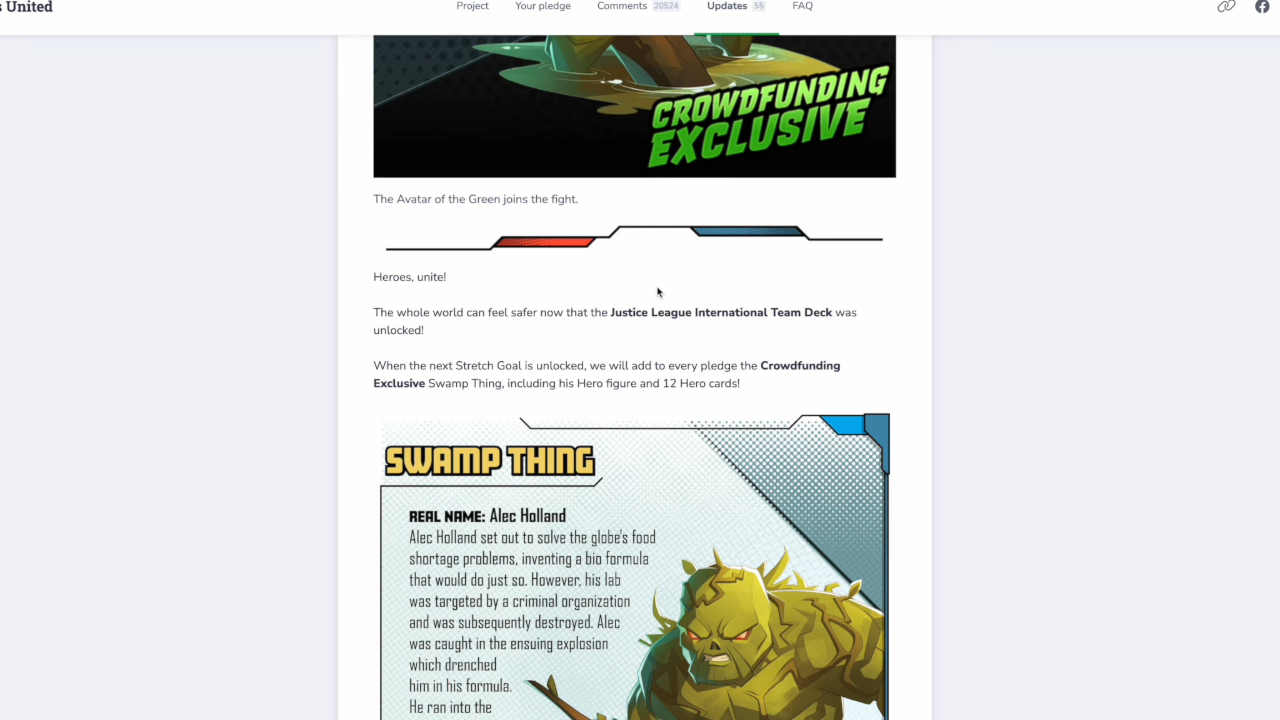 s United
Project
Your pledge
Comments 20524
Updates 55
FAQ
CROWDFUNDING
EXCLUSIVE
The Avatar of the Green joins the fight.
Heroes, unite!
The whole world can feel safer now that the Justice League International Team Deck was
unlocked!
When the next Stretch Goal is unlocked, we will add to every pledge the Crowdfunding
Exclusive Swamp Thing, including his Hero figure and 12 Hero cards!
SWAMP THING
REAL NAME: Alec Holland
Alec Holland set out to solve the globe's food
shortage problems, inventing a bio formula
that would do just so. However, his lab
was targeted by a criminal organization
and was subsequently destroyed. Alec
was caught in the ensuing explosion
which drenched
him in his formula.
He ran into the